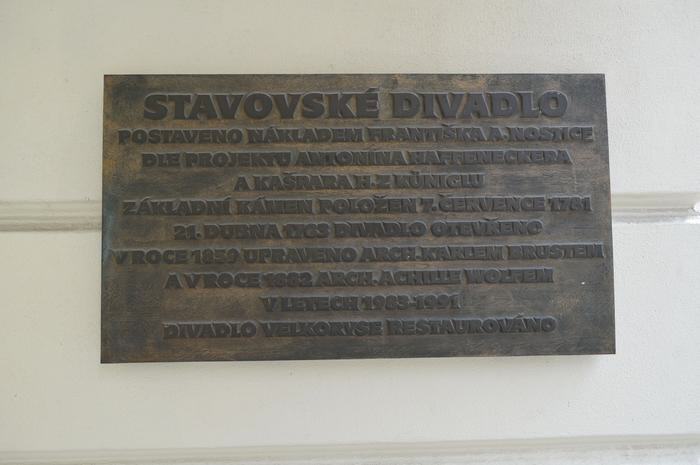 STAVOVSKÉ DIVADLO
POSTAVENO NÁKLADEM FRANTIŠKA A. NOSTICE
DLE PROJEKTU ANTONÍNA HAFFENECKERA
A KAŠPARA H. Z KÜNIGLU
ZÁKLADNÍ KÁMEN POLOŽEN 7. ČERVENCE 1781
21. DUBNA 1783 DIVADLO OTEVŘENO
V ROCE 1859 UPRAVENO ARCH. KARLEM BRUSTEM
A V ROCE 1882 ARCH. ACHILLE WOLFEM
V LETECH 1983-1991
DIVADLO VELKORYSE RESTAUROVÁNO